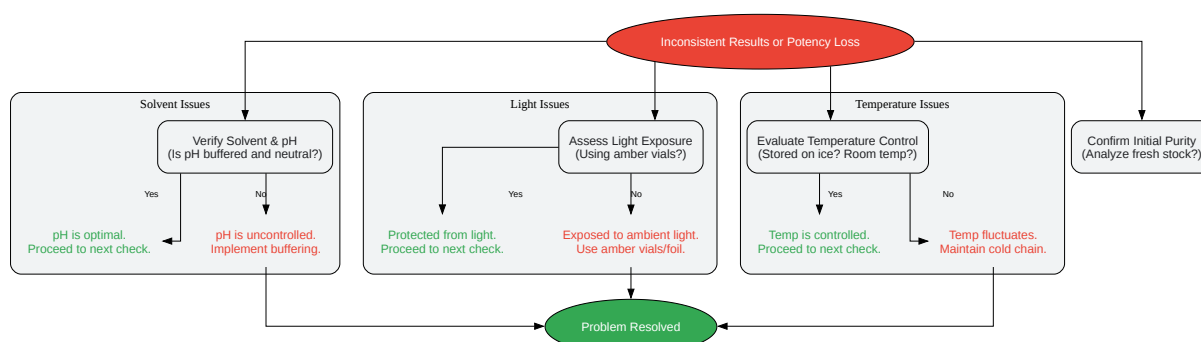 Inconsistent Results or Potency Loss
Solvent Issues
Verify Solvent & pH
(Is pH buffered and neutral?)
Yes
No
pH is optimal.
Proceed to next check.
pH is uncontrolled.
Implement buffering.
Light Issues
Assess Light Exposure
(Using amber vials?)
Yes
No
Protected from light.
Proceed to next check.
Exposed to ambient light.
Use amber vials/foil.
Temperature Issues
Evaluate Temperature Control
(Stored on ice? Room temp?)
Yes
No
Temp is controlled.
Proceed to next check.
Temp fluctuates.
Maintain cold chain.
Confirm Initial Purity
(Analyze fresh stock?)
Problem Resolved